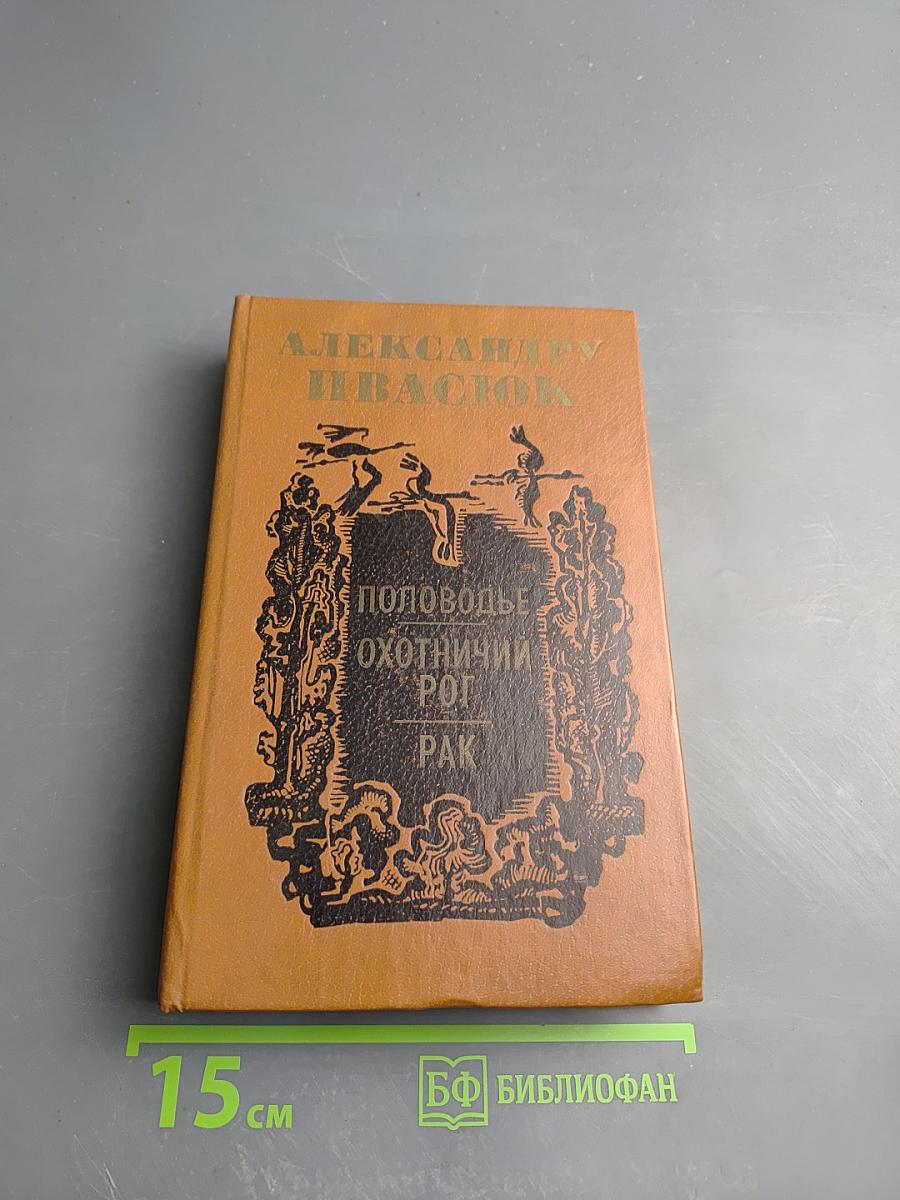 АЛЕКСАНДРУ
ИВАСЮК
ПОЛОВОДЬЕ
ОХОТНИЧИЙ
РОГ
РАК
15 см
БФ БИБЛИОФАН